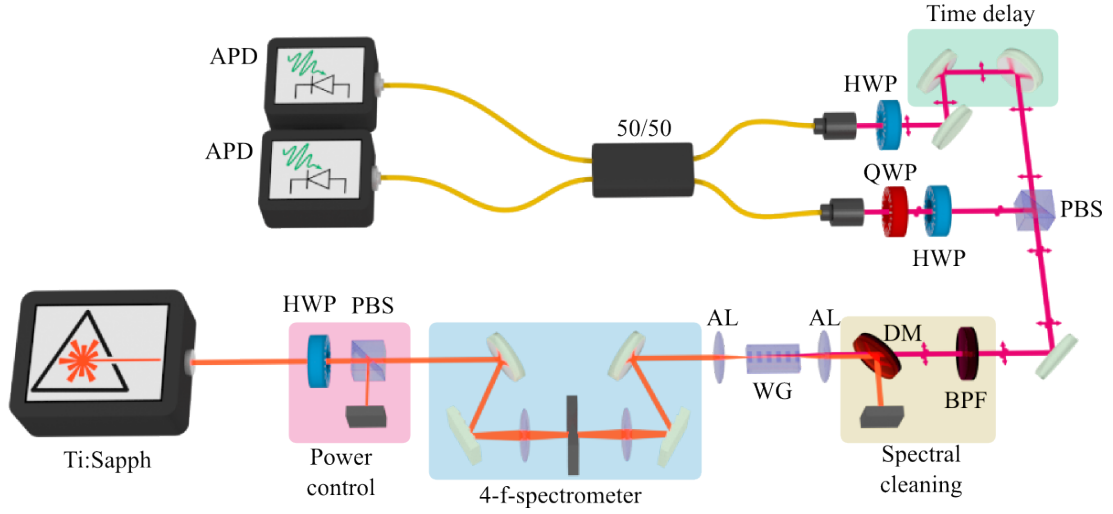 Time delay
APD
HWP
APD
50/50
QWP
PBS
HWP
HWP
PBS
AL
AL
DM
WG
BPF
Ti:Sapph
Power
control
4-f-spectrometer
Spectral
cleaning